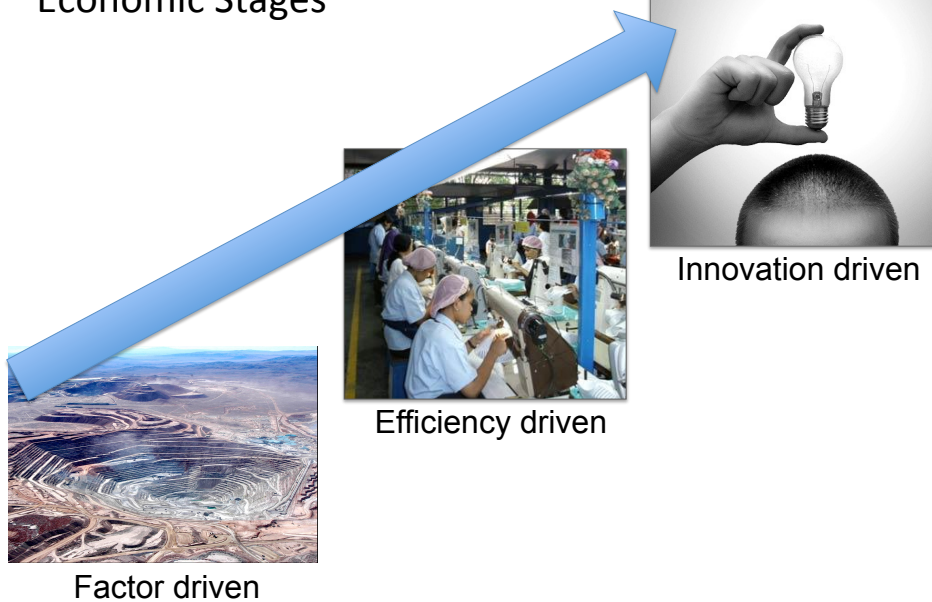 Economic Stages
Innovation driven
Efficiency driven
Factor driven